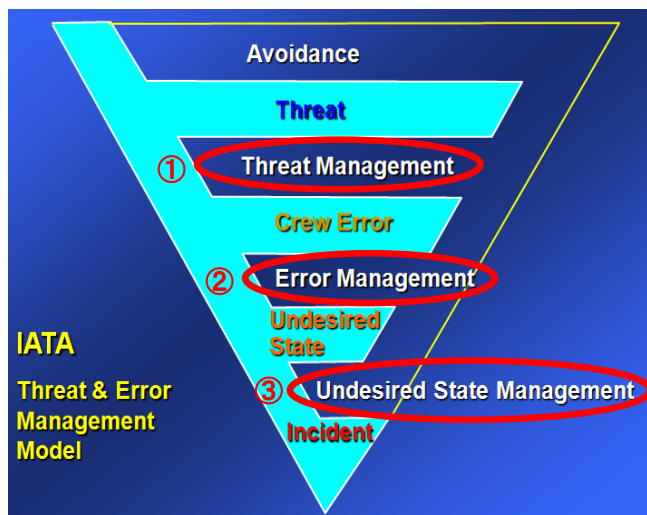 Avoidance
Threat
① Threat Management
Crew Error
② Error Management
Undesired
State
③ Undesired State Management
Incident
IATA
Threat & Error
Management
Model